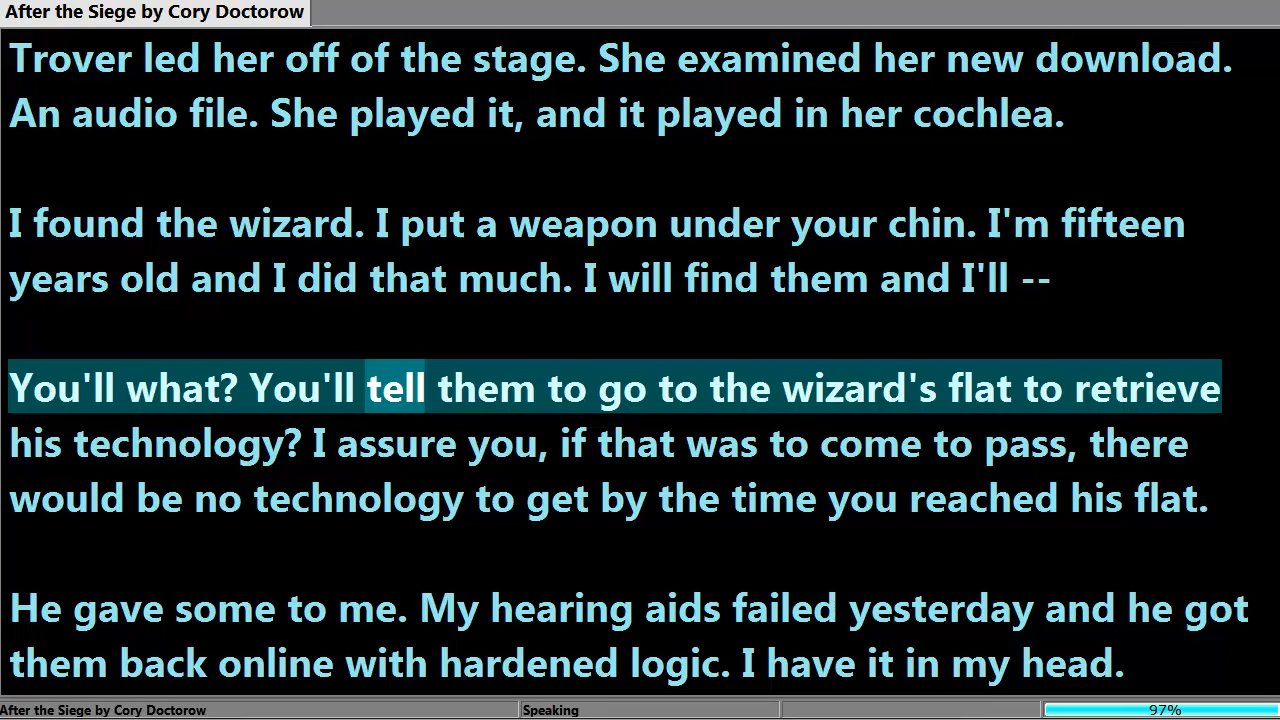 After the Siege by Cory Doctorow
Trover led her off of the stage. She examined her new download.
An audio file. She played it, and it played in her cochlea.
I found the wizard. I put a weapon under your chin. I'm fifteen
years old and I did that much. I will find them and I'll --
You'll what? You'll tell them to go to the wizard's flat to retrieve
his technology? I assure you, if that was to come to pass, there
would be no technology to get by the time you reached his flat.
He gave some to me. My hearing aids failed yesterday and he got
them back online with hardened logic. I have it in my head.
After the Siege by Cory Doctorow
Speaking
97%